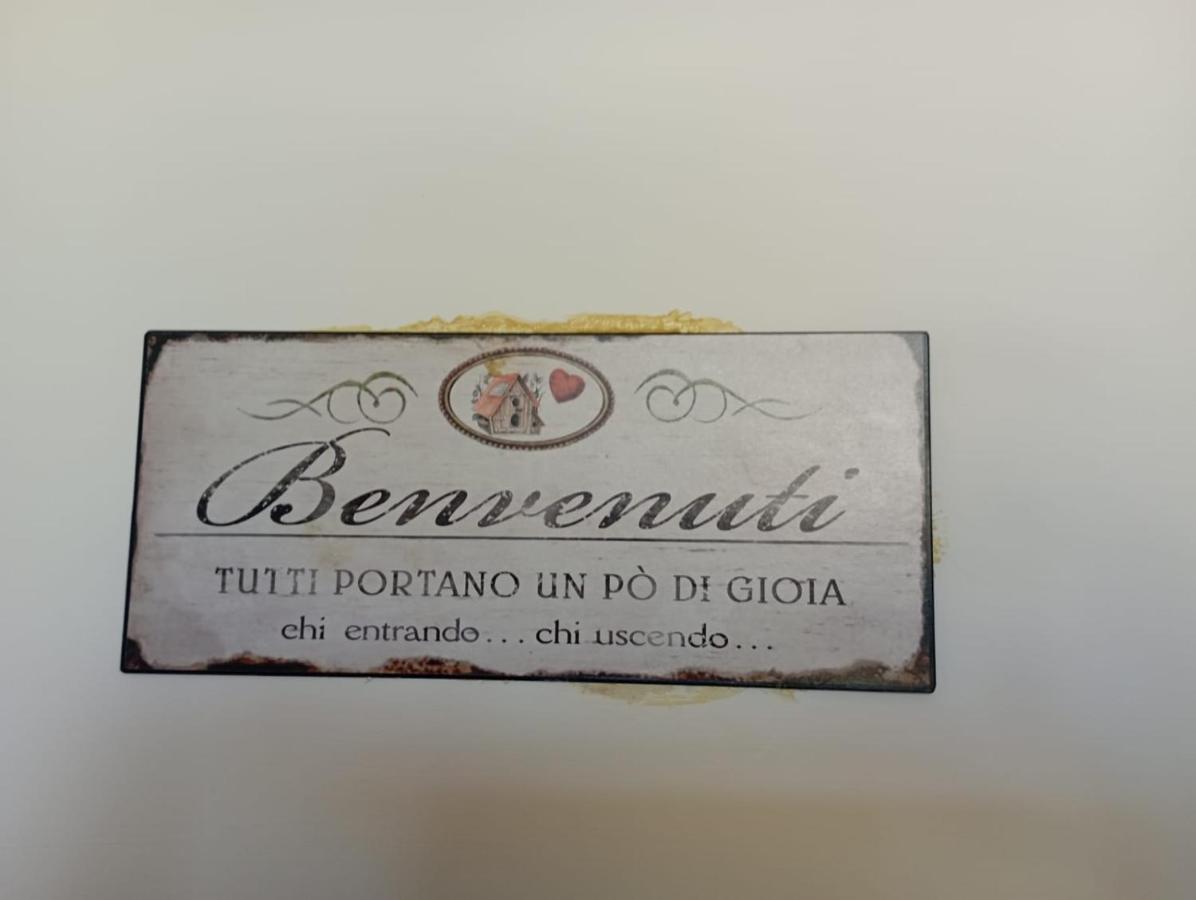 Benvenuti
TUTTI PORTANO UN PÒ DI GIOIA
chi entrando... chi uscendo...